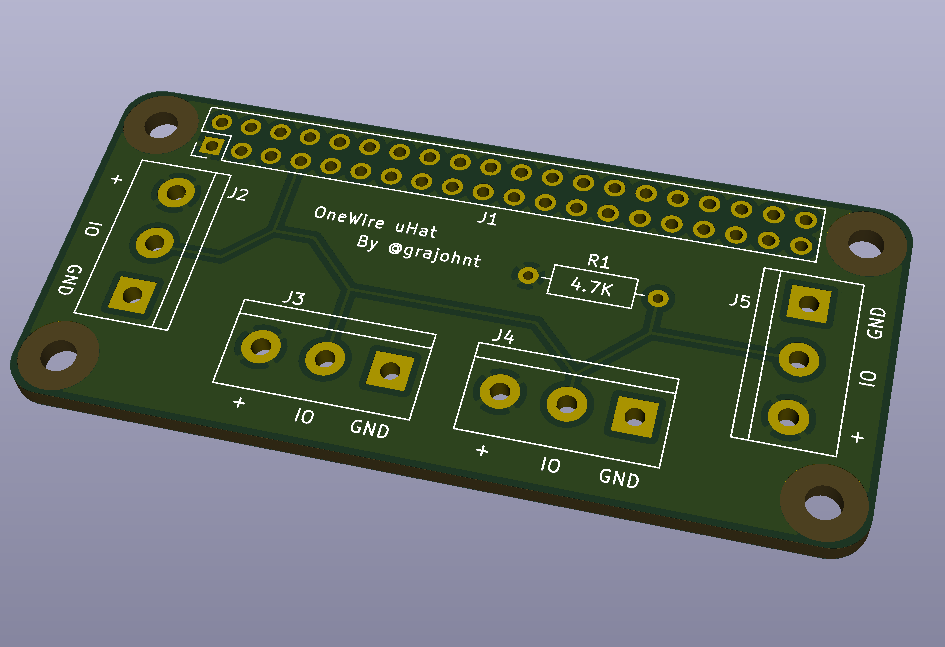 +
IO
GND
J2
OneWire uHat
By @grajohnt
J1
R1
4.7K
J3
+
IO
GND
J4
+
IO
GND
J5
GND
IO
+